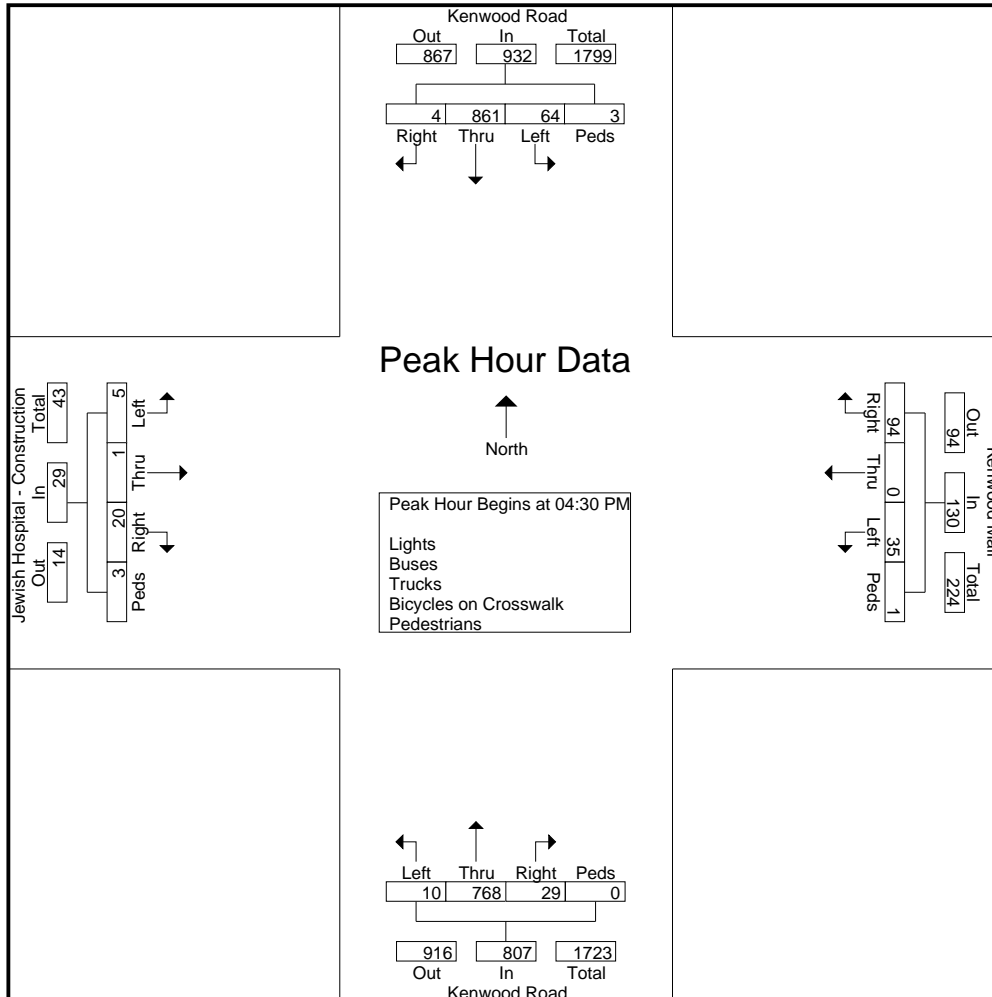 Kenwood Road
Out In Total
867 932 1799
4 861 64 3
Right Thru Left Peds
Peak Hour Data
North
Peak Hour Begins at 04:30 PM
Lights
Buses
Trucks
Bicycles on Crosswalk
Pedestrians
Jewish Hospital - Construction
Total In Out
43 29 14
5 1 20 3
Left Thru Right Peds
Kenwood Mall
Out In Total
94 130 224
94 0 35 1
Right Thru Left Peds
Left Thru Right Peds
10 768 29 0
916 807 1723
Out In Total
Kenwood Road